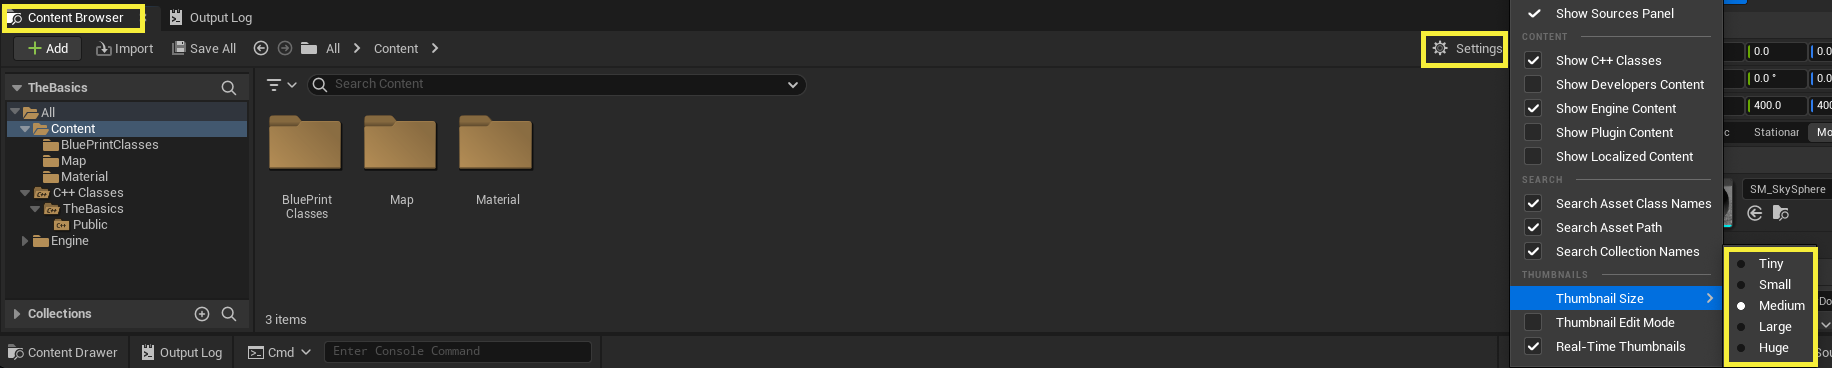 Content Browser
Output Log
Add
Import
Save All
All
Content
Settings
TheBasics
Search Content
All
Content
BluePrintClasses
Map
Material
C++ Classes
TheBasics
Public
Engine
BluePrint
Classes
Map
Material
Collections
3 items
Content Drawer
Output Log
Cmd
Enter Console Command
Show Sources Panel
CONTENT
Show C++ Classes
Show Developers Content
Show Engine Content
Show Plugin Content
Show Localized Content
SEARCH
Search Asset Class Names
Search Asset Path
Search Collection Names
THUMBNAILS
Thumbnail Size
Thumbnail Edit Mode
Real-Time Thumbnails
Tiny
Small
Medium
Large
Huge
0.0
0.0
0.0 °
0.0
400.0
400
Stationar
Mo
SM_SkySphere